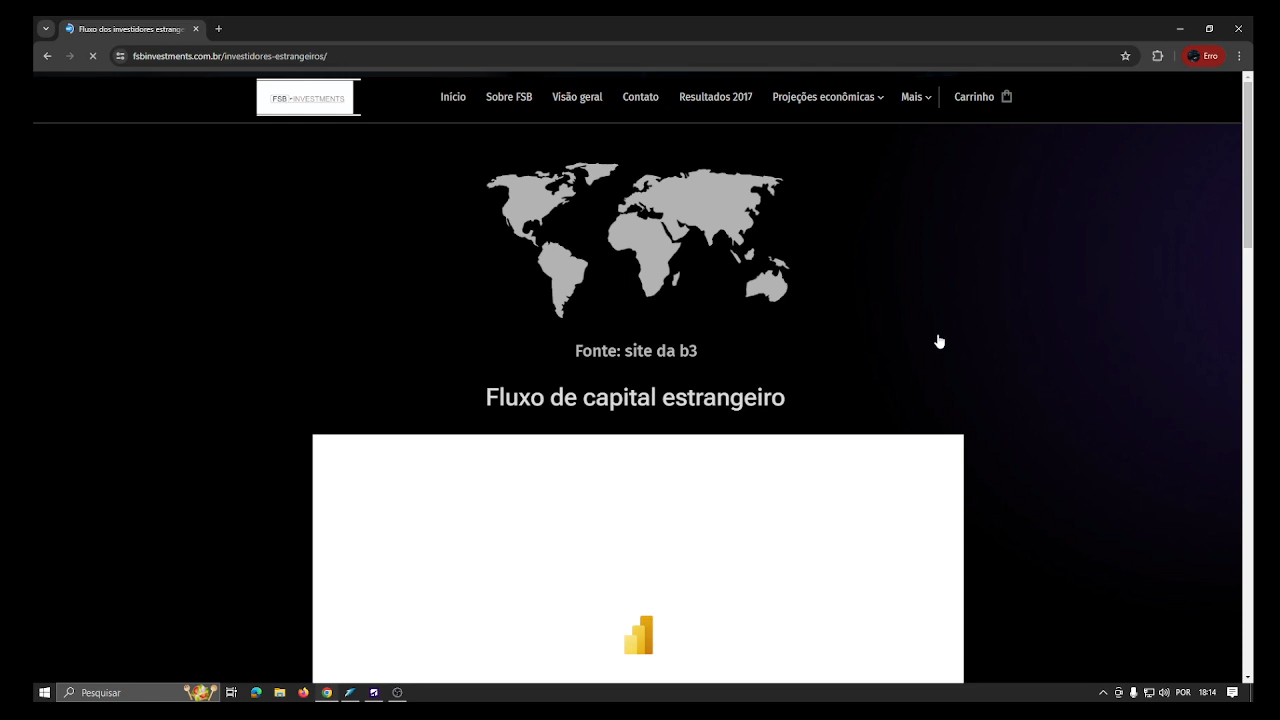 Fluxo dos investidores estrange
fsbinvestments.com.br/investidores-estrangeiros/
Erro
FSB - INVESTMENTS
Início
Sobre FSB
Visão geral
Contato
Resultados 2017
Projeções econômicas
Mais
Carrinho
Fonte: site da b3
Fluxo de capital estrangeiro
Pesquisar
POR
18:14